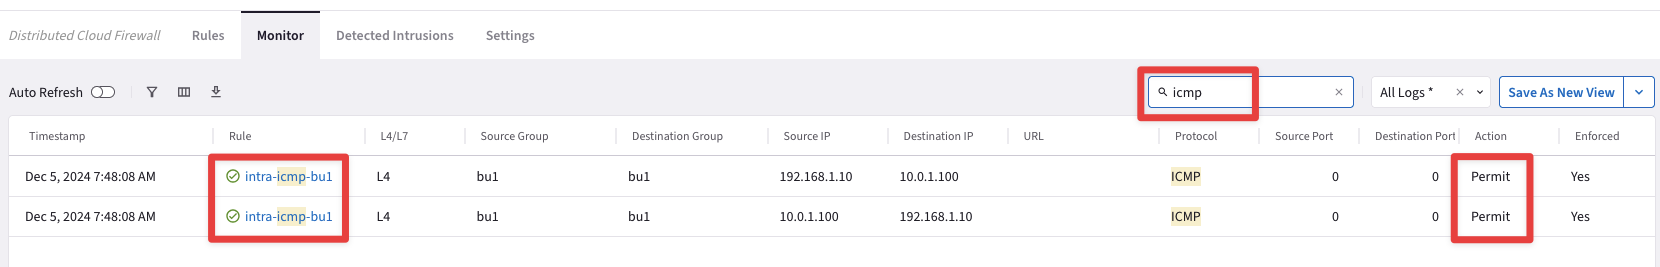 Distributed Cloud Firewall Rules Monitor Detected Intrusions Settings
Auto Refresh icmp All Logs * Save As New View
Timestamp Rule L4/L7 Source Group Destination Group Source IP Destination IP URL Protocol Source Port Destination Port Action Enforced
Dec 5, 2024 7:48:08 AM intra-icmp-bu1 L4 bu1 bu1 192.168.1.10 10.0.1.100 ICMP 0 0 Permit Yes
Dec 5, 2024 7:48:08 AM intra-icmp-bu1 L4 bu1 bu1 10.0.1.100 192.168.1.10 ICMP 0 0 Permit Yes